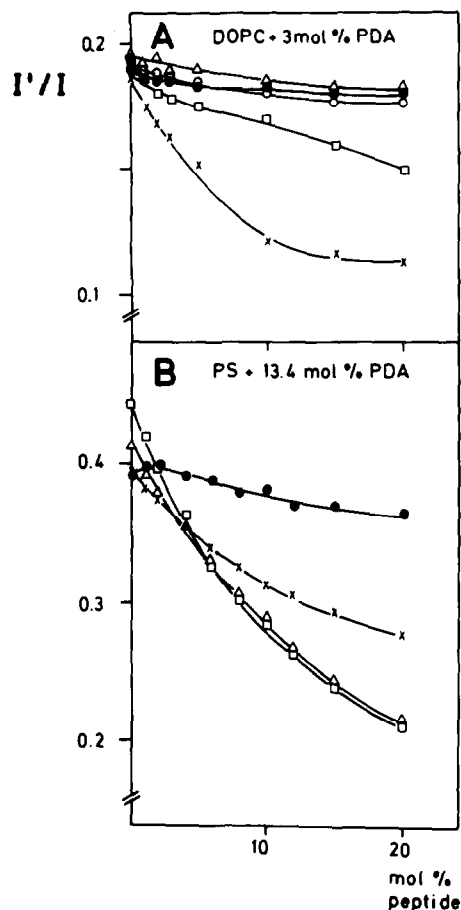 A DOPC + 3mol % PDA
I'/I
0.2
0.1
B PS + 13.4 mol % PDA
0.4
0.3
0.2
10
20
mol %
peptide